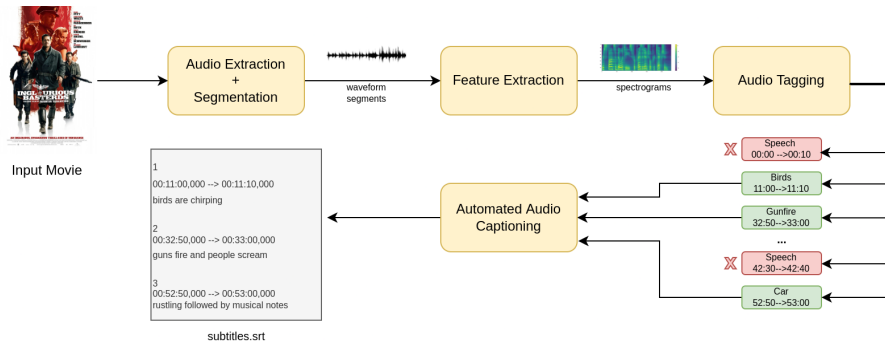 INGLOURIOUS
BASTERDS
Input Movie
Audio Extraction
+
Segmentation
waveform
segments
Feature Extraction
spectrograms
Audio Tagging
X
Speech
00:00 -->00:10
Birds
11:00-->11:10
Gunfire
32:50-->33:00
...
X
Speech
42:30-->42:40
Car
52:50-->53:00
Automated Audio
Captioning
1
00:11:00,000 --> 00:11:10,000
birds are chirping
2
00:32:50,000 --> 00:33:00,000
guns fire and people scream
3
00:52:50,000 --> 00:53:00,000
rustling followed by musical notes
subtitles.srt